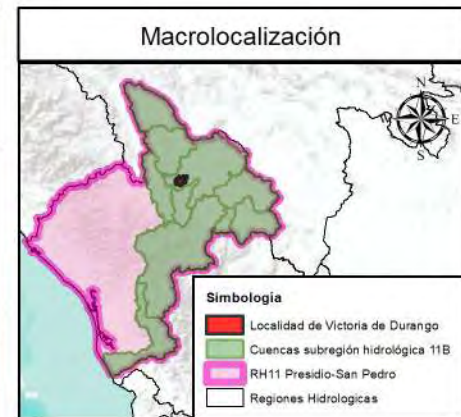 Macrolocalización
N
W
E
S
Simbología
Localidad de Victoria de Durango
Cuencas subregión hidrológica 11B
RH11 Presidio-San Pedro
Regiones Hidrologicas